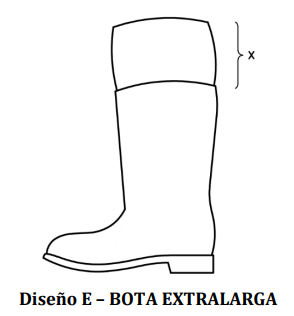 x
Diseño E – BOTA EXTRALARGA